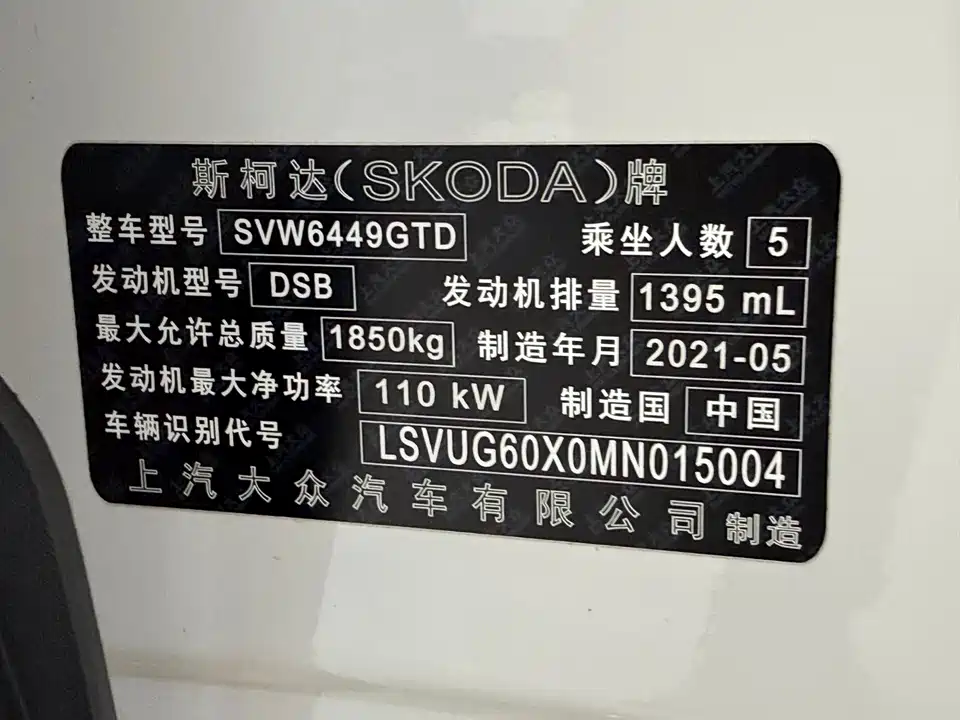 斯柯达(SKODA)牌
整车型号 SVW6449GTD 乘坐人数 5
发动机型号 DSB 发动机排量 1395 mL
最大允许总质量 1850kg 制造年月 2021-05
发动机最大净功率 110 kW 制造国 中国
车辆识别代号 LSVUG60X0MN015004
上汽大众汽车有限公司 制造